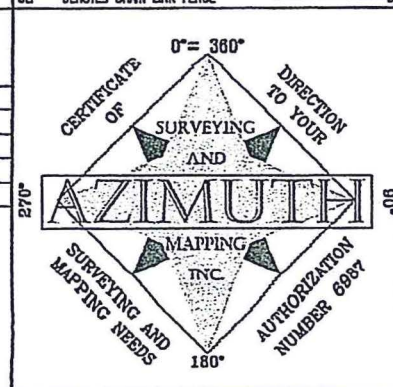 0°= 360°
CERTIFICATE
OF
DIRECTION
TO YOUR
SURVEYING
AND
270°
AZIMUTH
90°
MAPPING
INC.
SURVEYING AND
MAPPING NEEDS
AUTHORIZATION
NUMBER 6987
180°